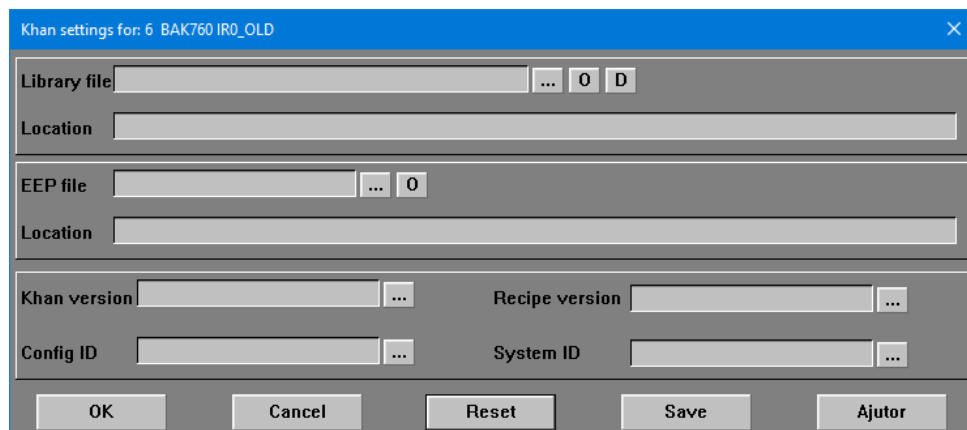 Khan settings for: 6 BAK760 IR0_OLD
Library file ... O D
Location
EEP file ... O
Location
Khan version ... Recipe version ...
Config ID ... System ID ...
OK Cancel Reset Save Ajutor